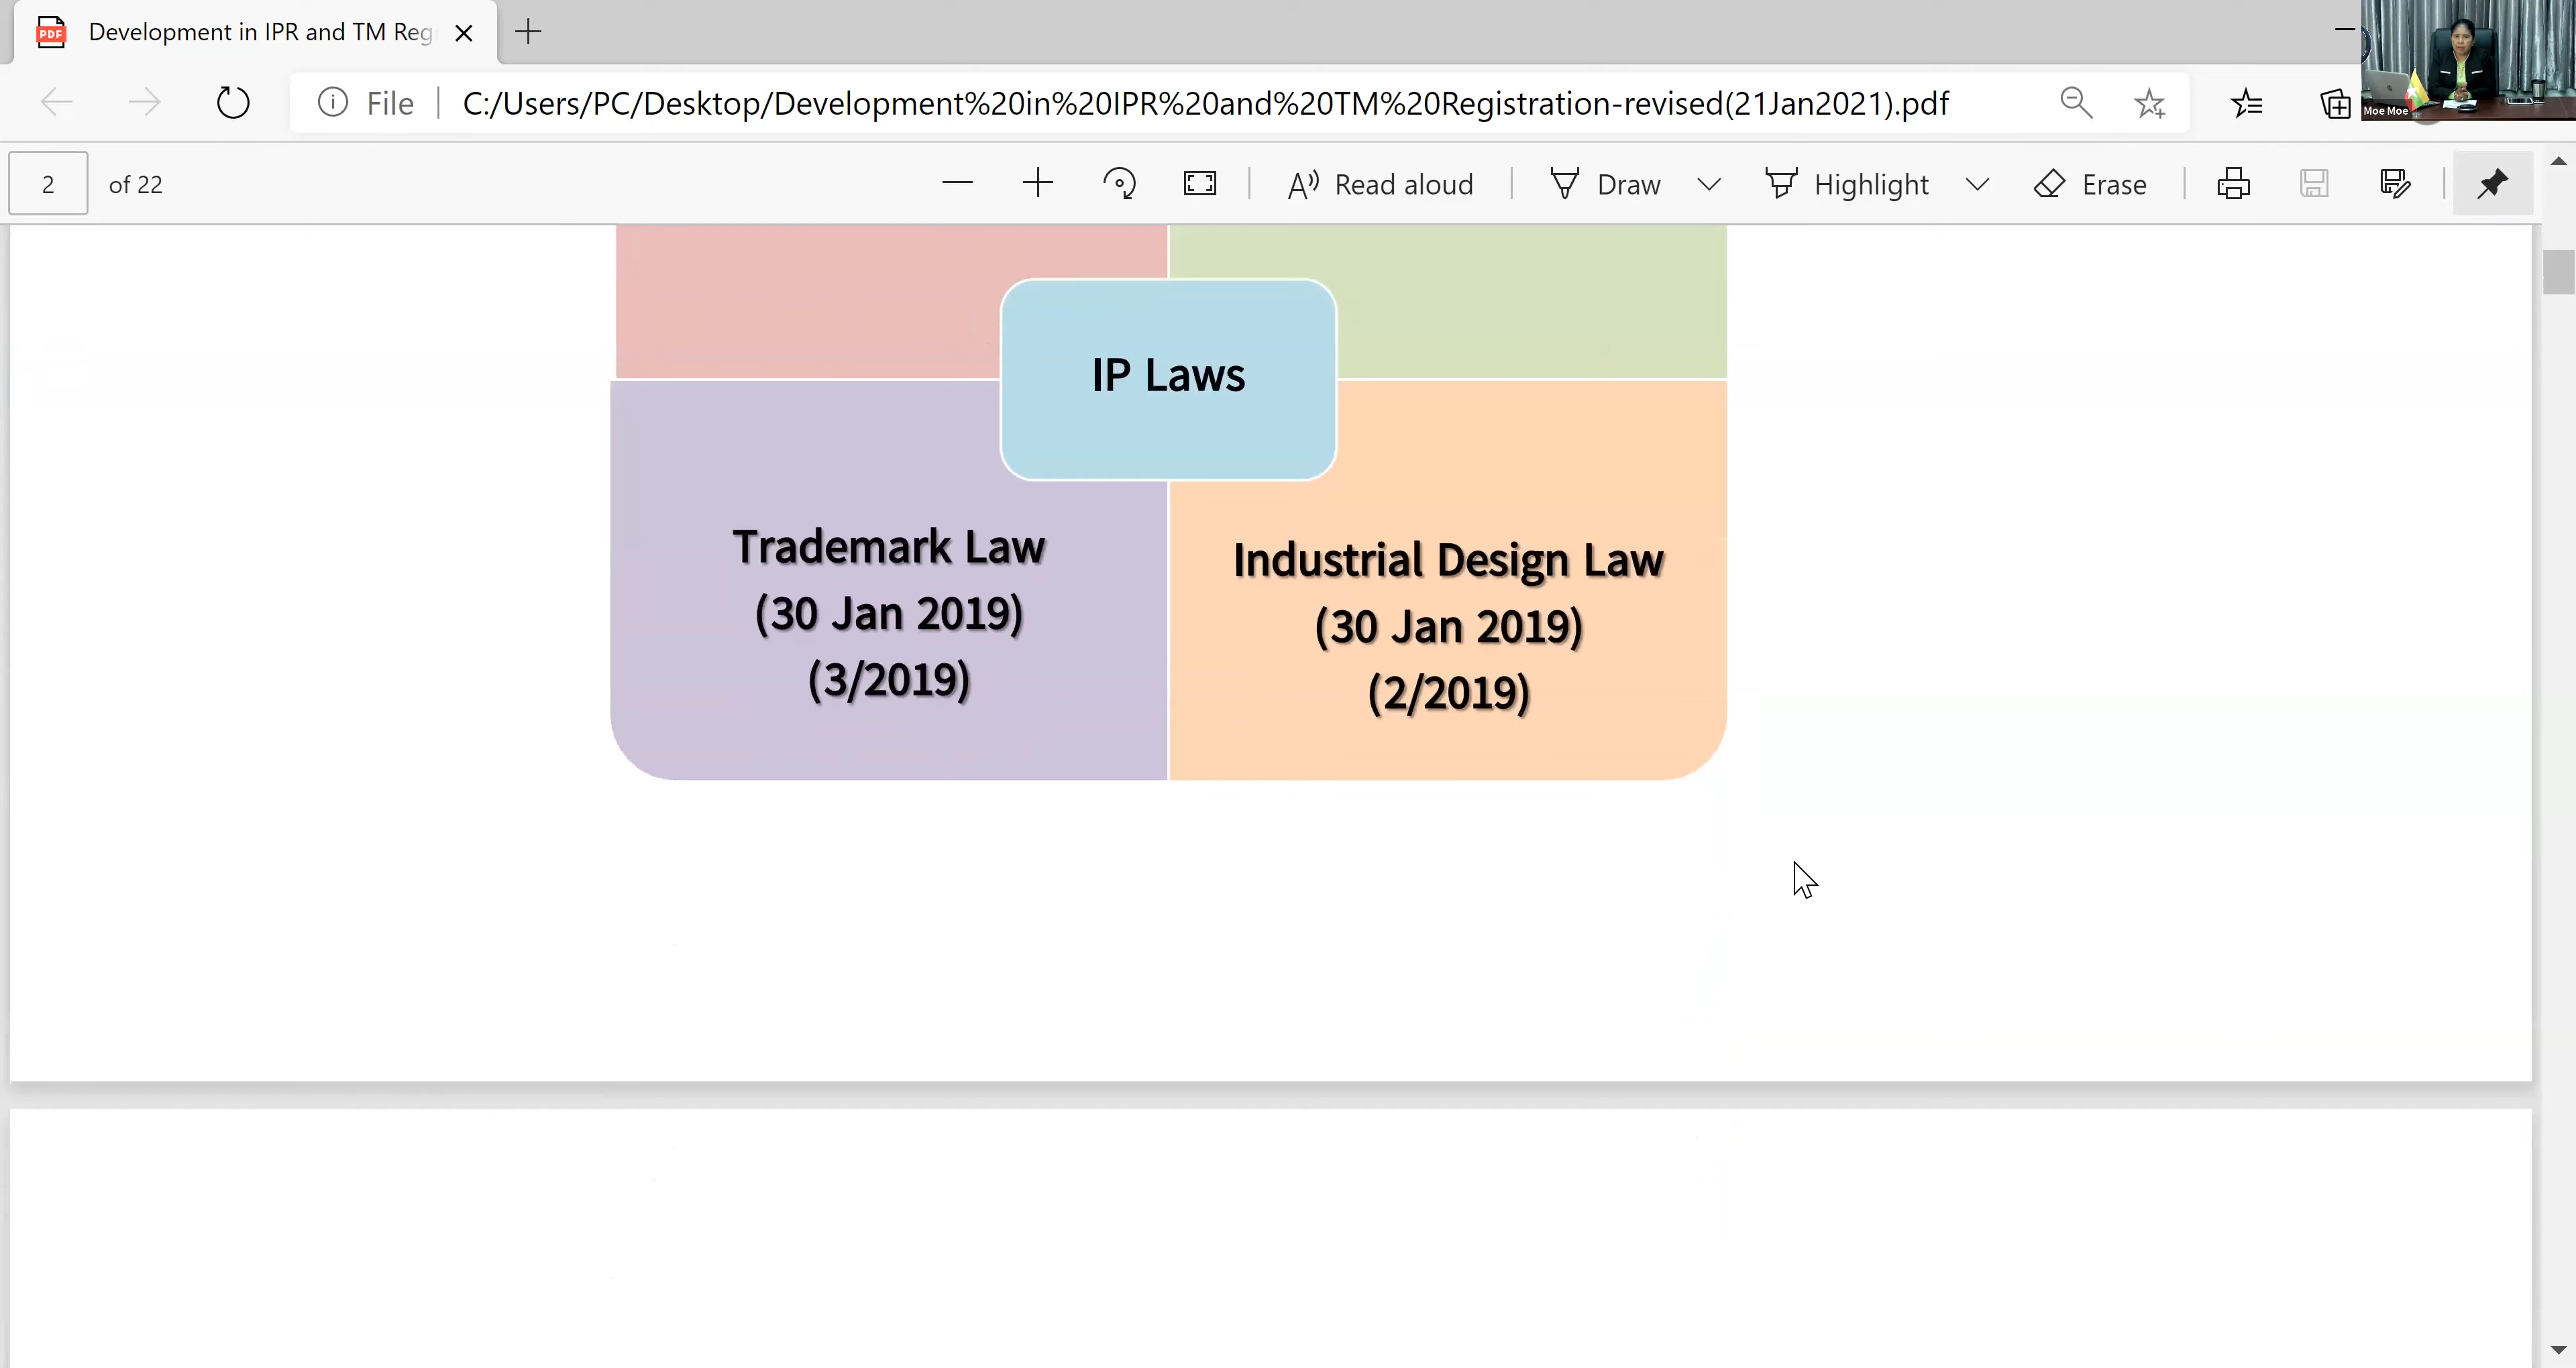 Development in IPR and TM Reg
File
C:/Users/PC/Desktop/Development%20in%20IPR%20and%20TM%20Registration-revised(21Jan2021).pdf
Moe Moe
2 of 22
Read aloud
Draw
Highlight
Erase
IP Laws
Trademark Law
(30 Jan 2019)
(3/2019)
Industrial Design Law
(30 Jan 2019)
(2/2019)